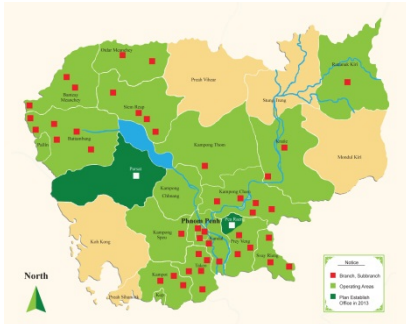 Otdar Meanchey
Preah Vihear
Ratanak Kiri
Banteay
Meanchey
Stung Treng
Siem Reap
Pailin
Battambang
Kratie
Mondul Kiri
Kampong Thom
Pursat
Kampong
Chhnang
Kampong Cham
Phnom Penh
Prey Veng
Kampong
Speu
Kandal
Koh Kong
Svay Rieng
Takeo
Kampot
Kep
Preah Sihanouk
North
Notice
Branch, Subbranch
Operating Areas
Plan Establish
Office in 2013